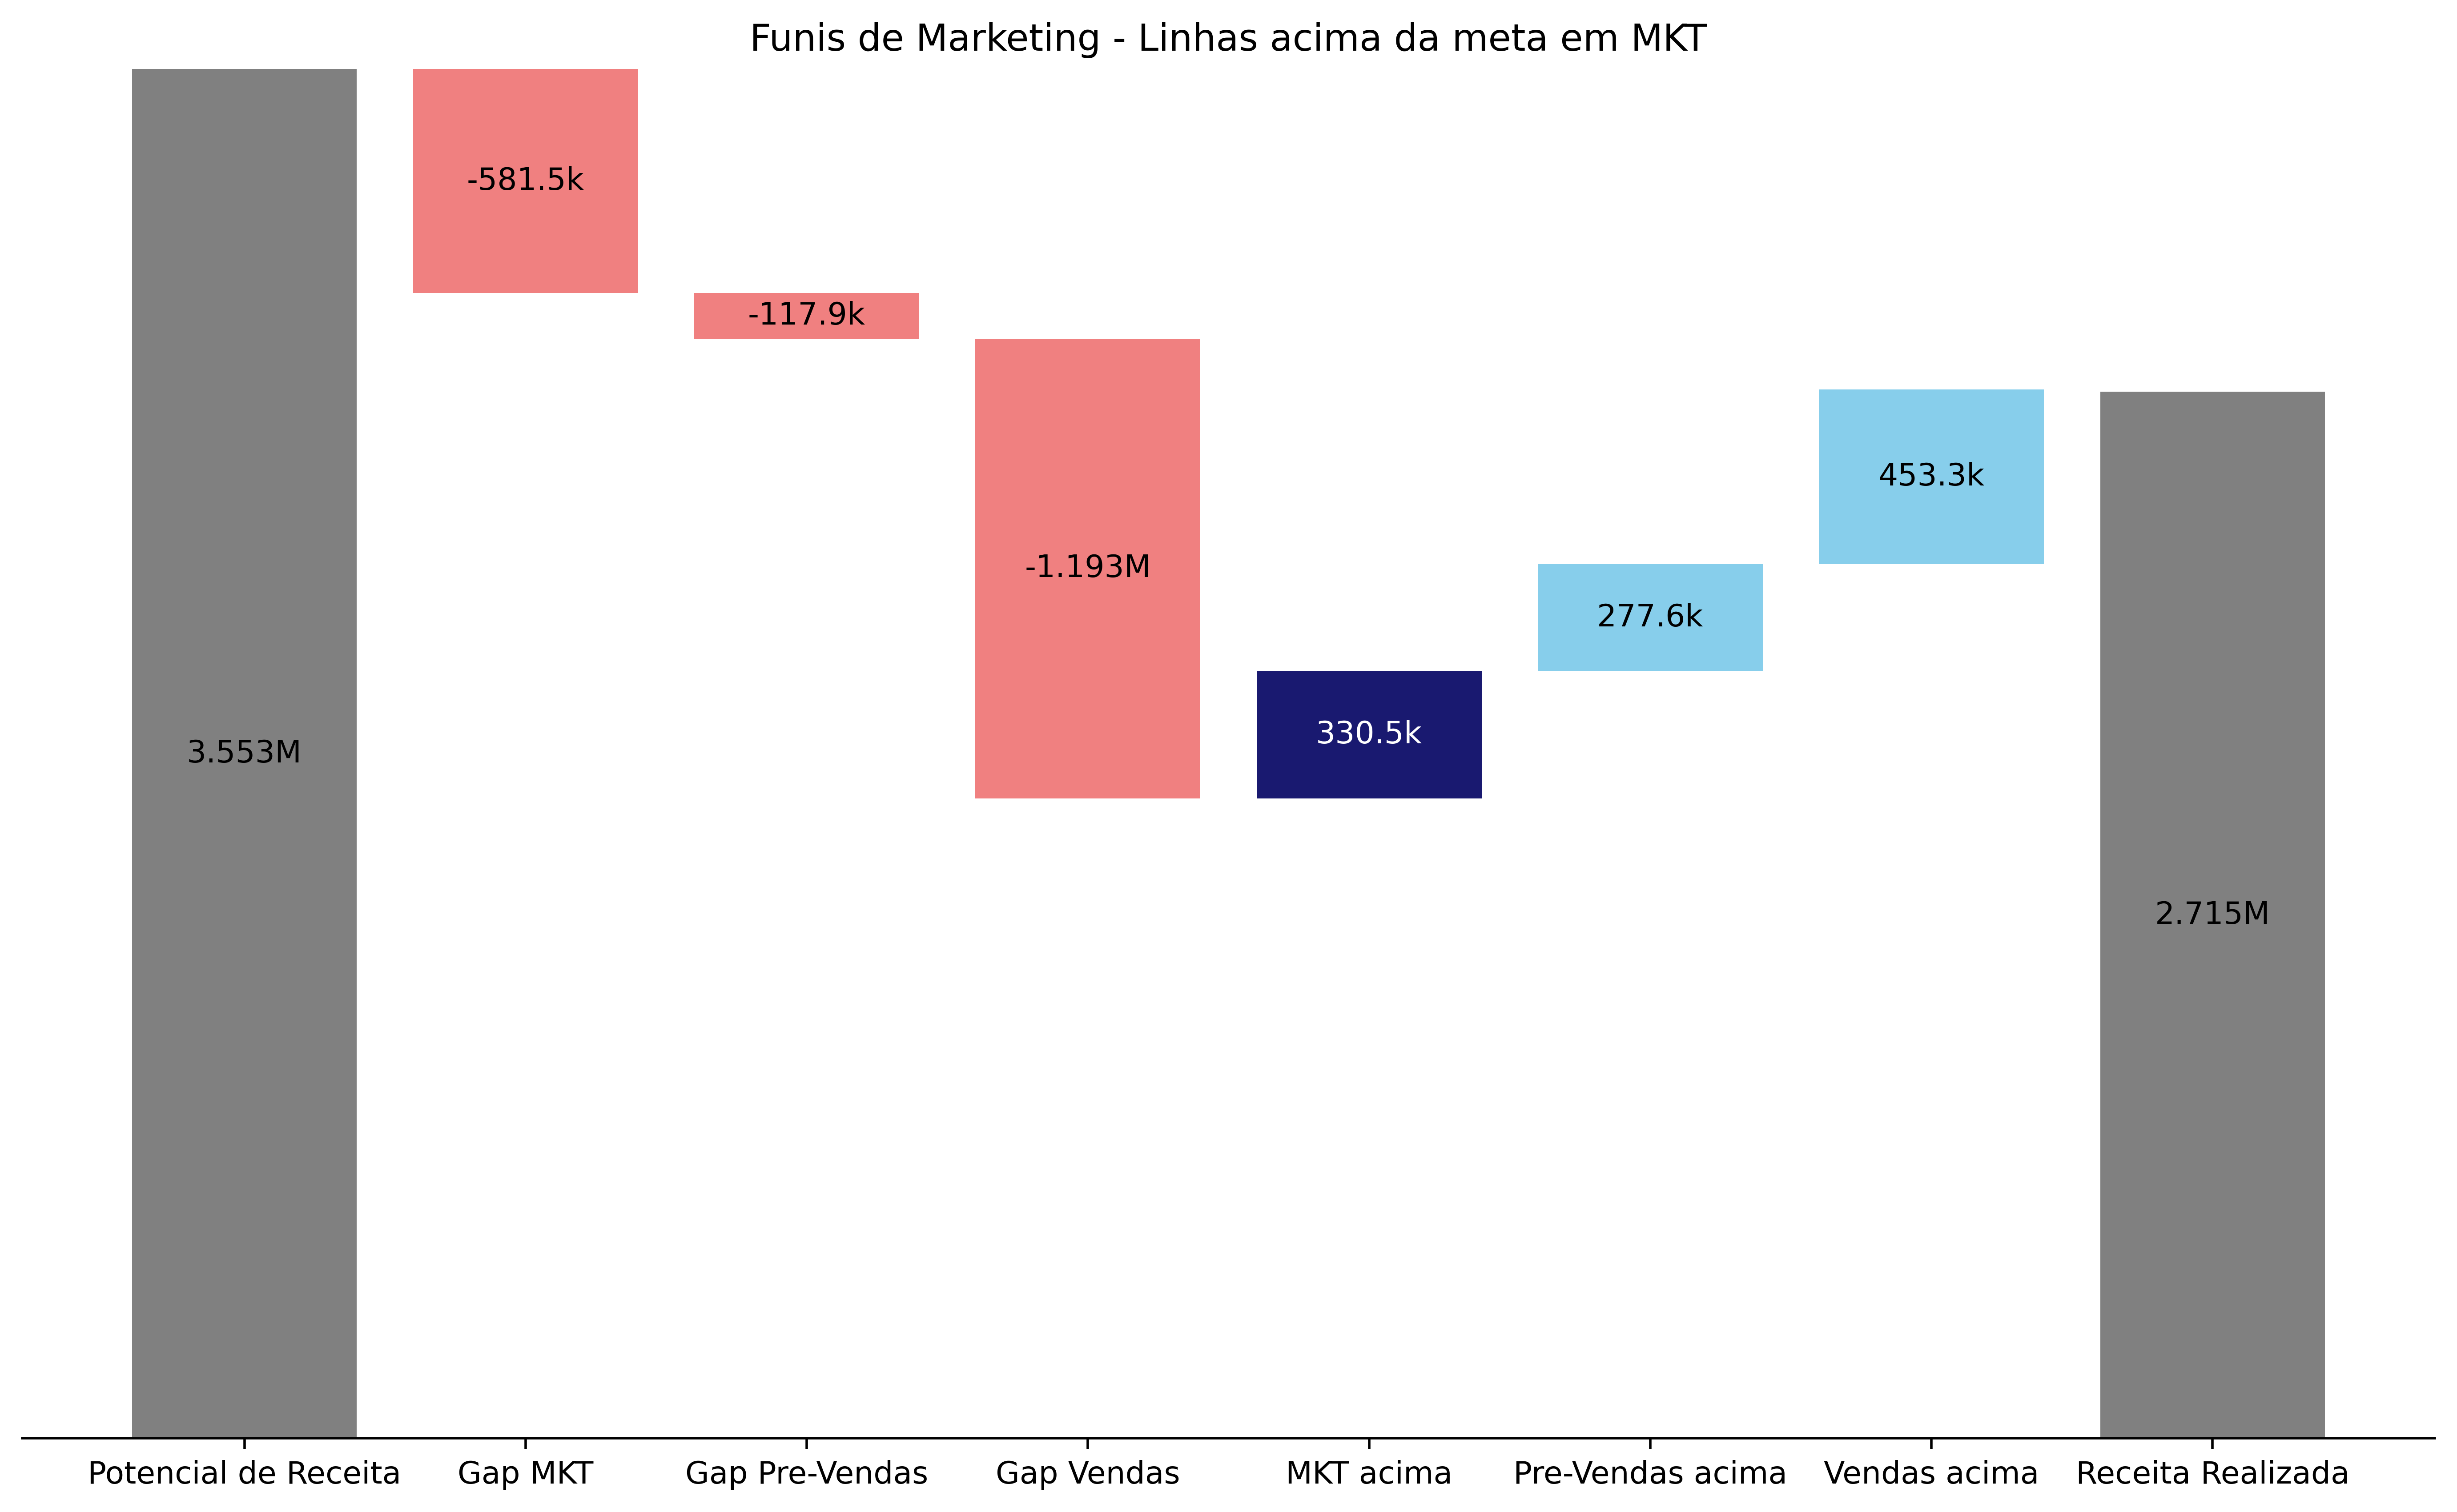 Funis de Marketing - Linhas acima da meta em MKT
-581.5k
-117.9k
453.3k
-1.193M
277.6k
330.5k
3.553M
2.715M
Potencial de Receita
Gap MKT
Gap Pre-Vendas
Gap Vendas
MKT acima
Pre-Vendas acima
Vendas acima
Receita Realizada